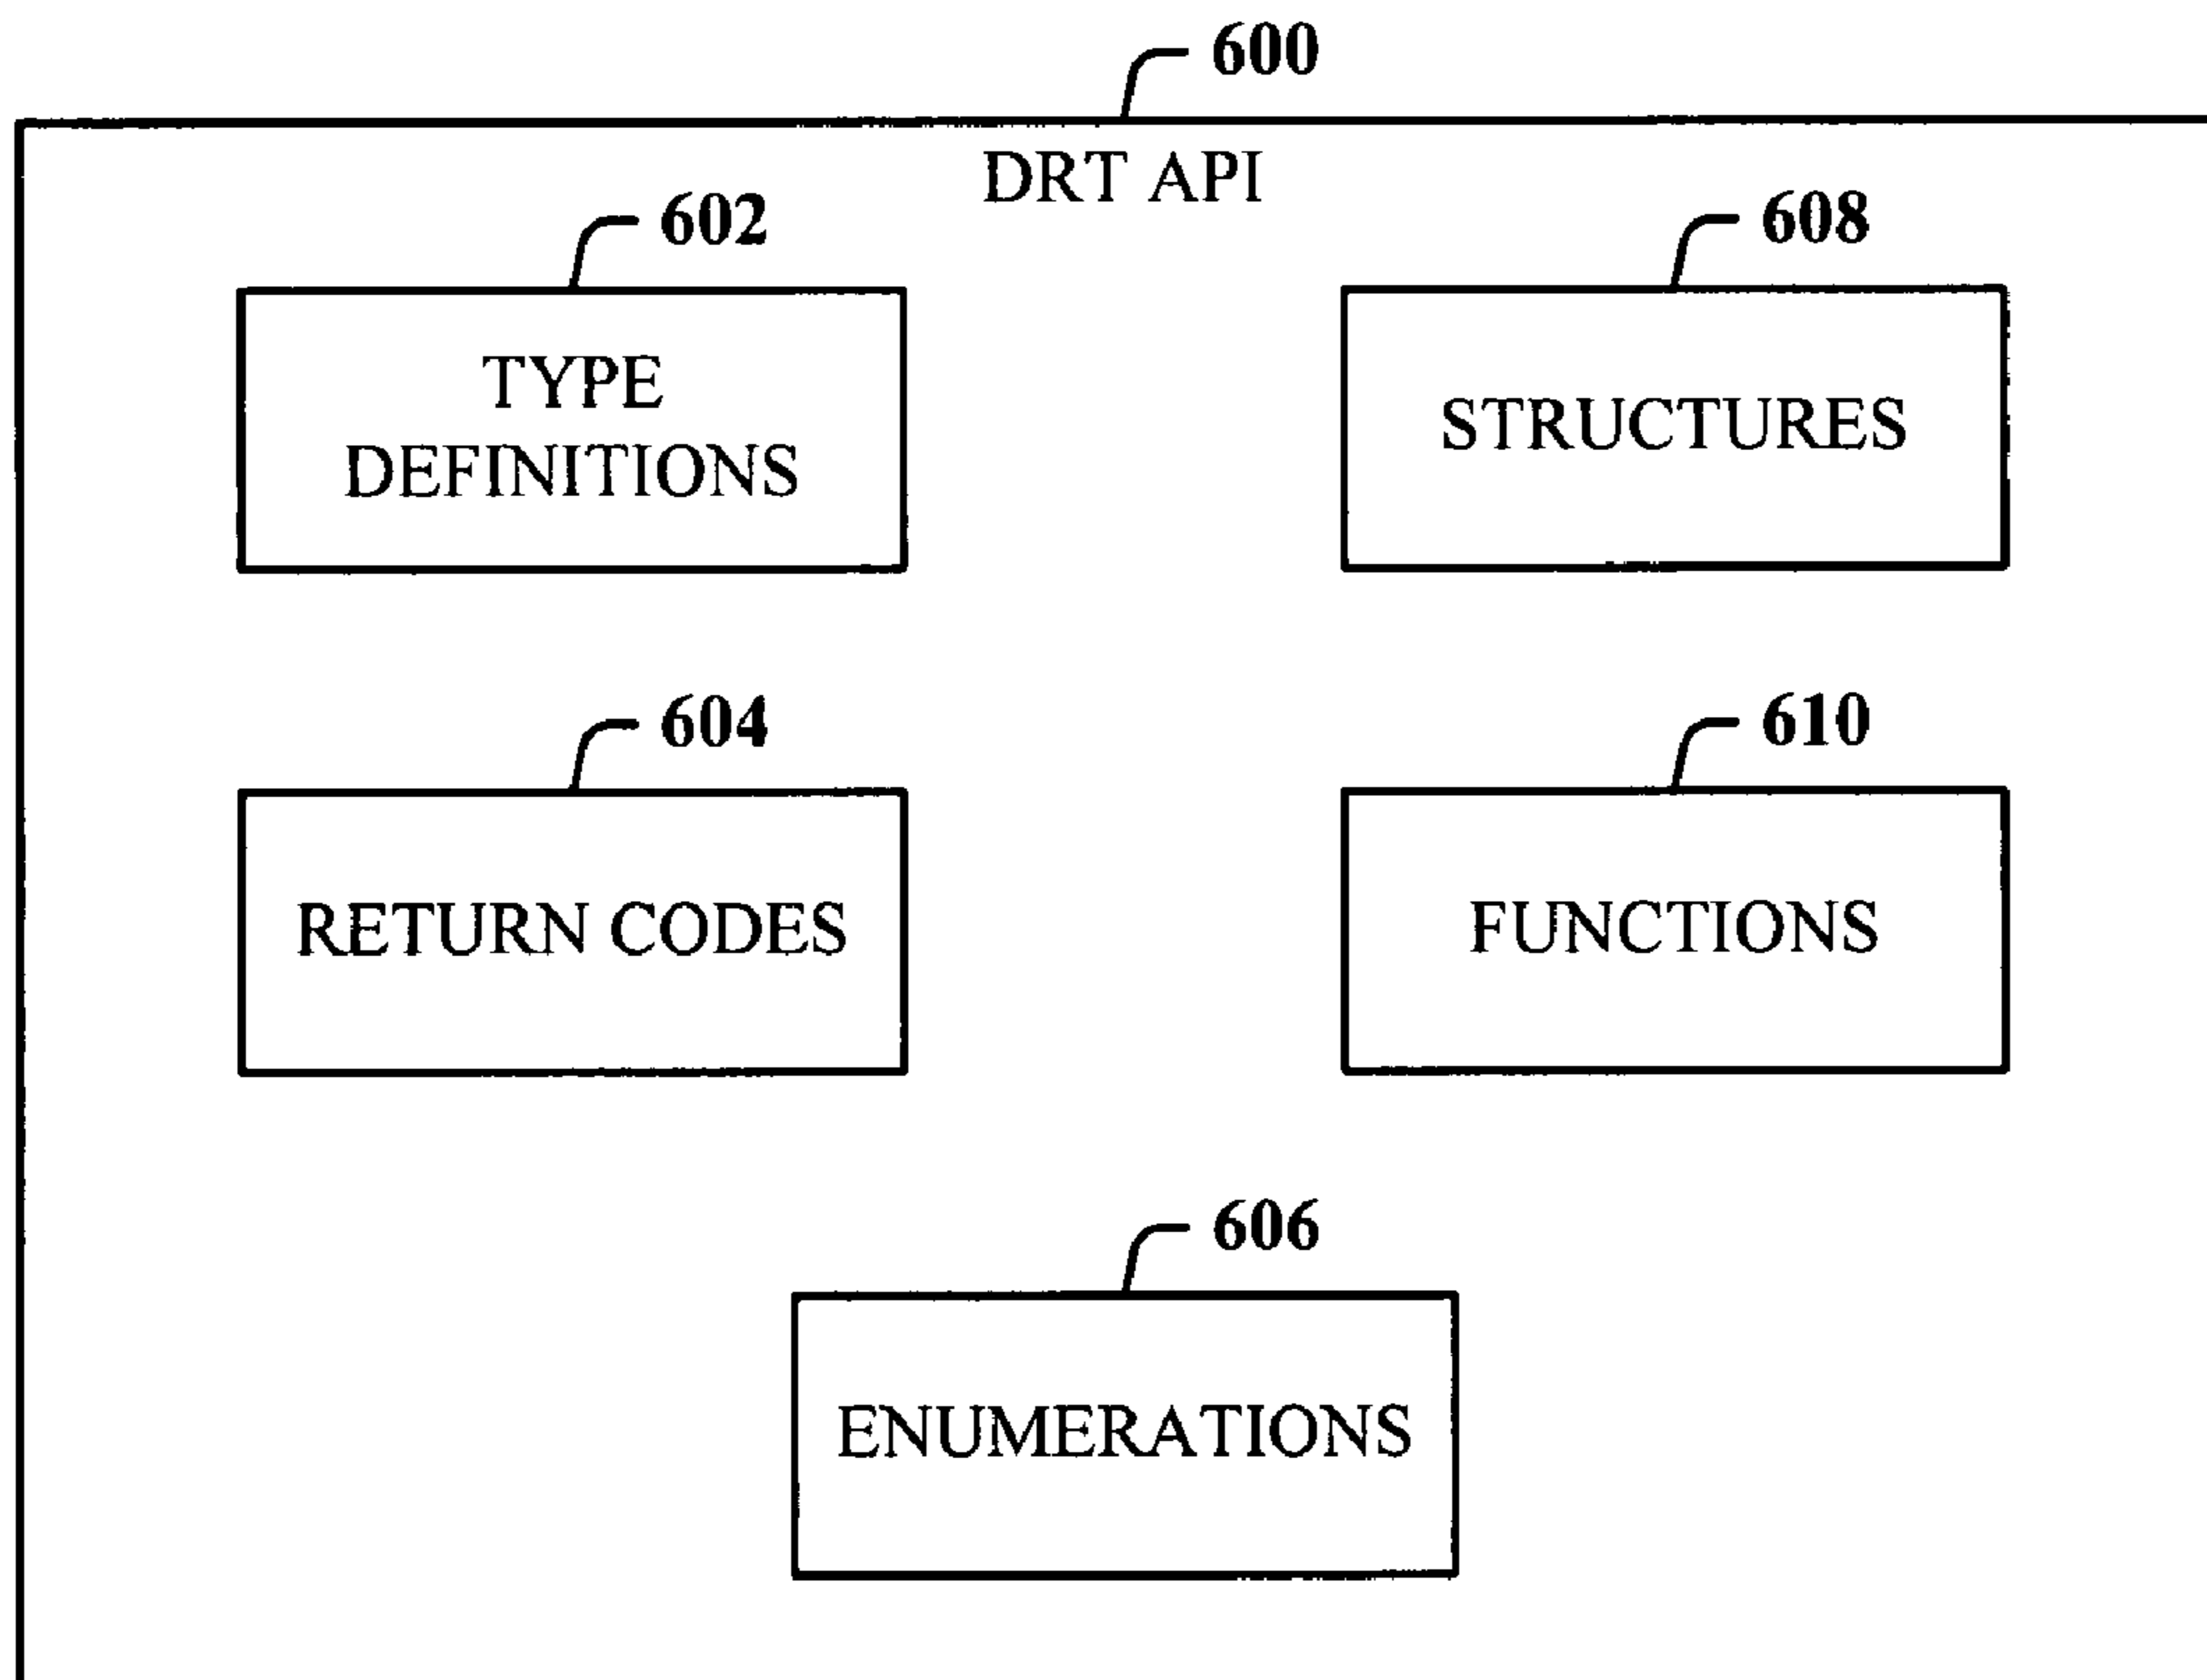 600
DRT API
602
TYPE
DEFINITIONS
608
STRUCTURES
604
RETURN CODES
610
FUNCTIONS
606
ENUMERATIONS